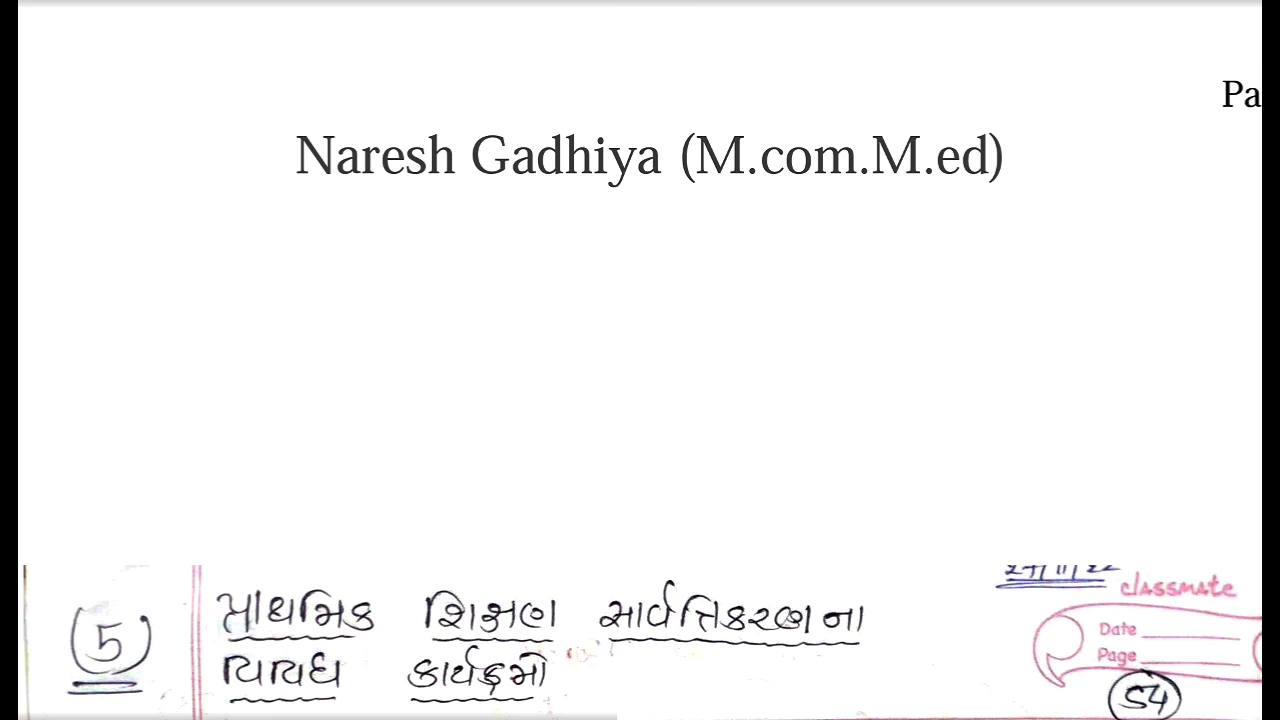 Pa
Naresh Gadhiya (M.com.M.ed)
classmate
(5) પ્રાથમિક શિક્ષણ સાર્વત્રિકરણના
Date
વિવિધ કાર્યક્રમો
Page
54